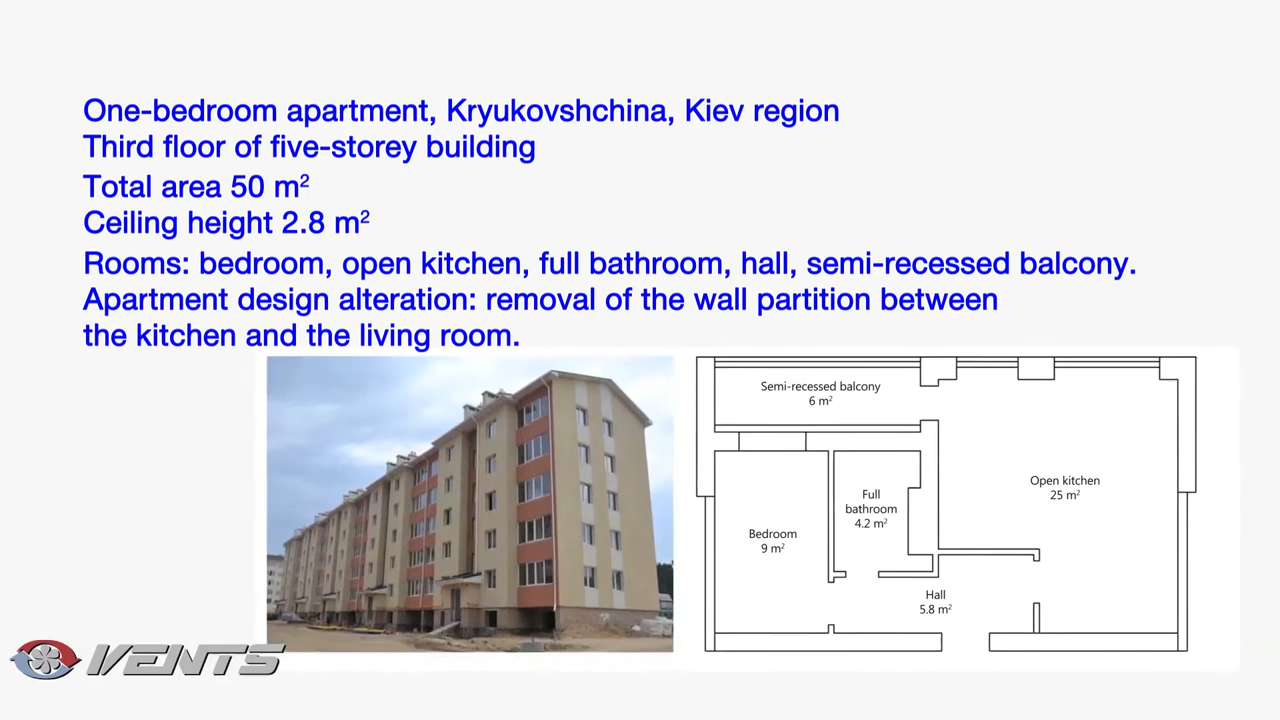 One-bedroom apartment, Kryukovshchina, Kiev region
Third floor of five-storey building
Total area 50 m²
Ceiling height 2.8 m²
Rooms: bedroom, open kitchen, full bathroom, hall, semi-recessed balcony.
Apartment design alteration: removal of the wall partition between
the kitchen and the living room.
Semi-recessed balcony
6 m²
Open kitchen
25 m²
Full
bathroom
4.2 m²
Bedroom
9 m²
Hall
5.8 m²
VENTS